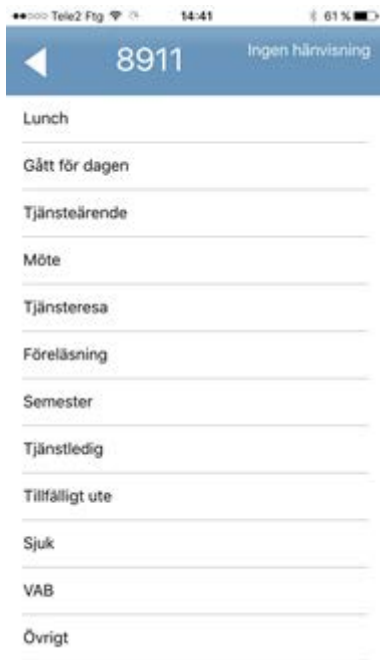 Tele2 Ftg 14:41 61 %
8911 Ingen hänvisning
Lunch
Gått för dagen
Tjänsteärende
Möte
Tjänsteresa
Föreläsning
Semester
Tjänstledig
Tillfälligt ute
Sjuk
VAB
Övrigt